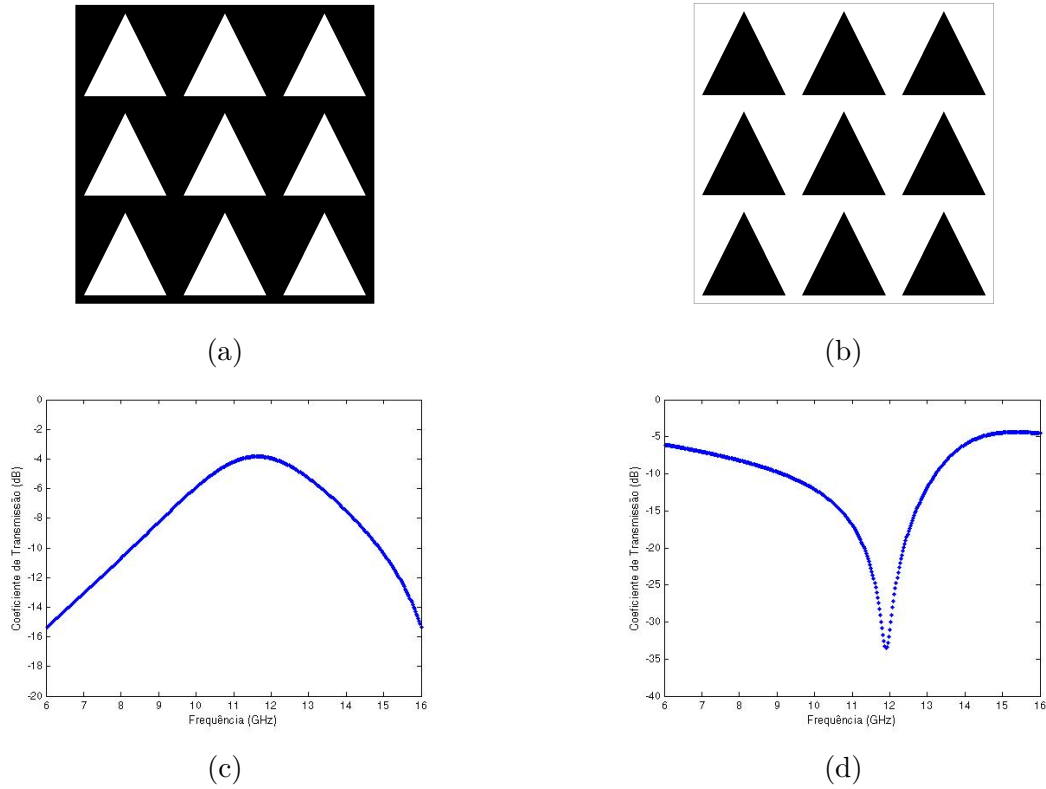 (a)
(b)
0
-2
-4
-6
-8
-10
-12
-14
-16
-18
-20
6 7 8 9 10 11 12 13 14 15 16
Coeficiente de Transmissão (dB)
Frequência (GHz)
0
-5
-10
-15
-20
-25
-30
-35
-40
6 7 8 9 10 11 12 13 14 15 16
Coeficiente de Transmissão (dB)
Frequência (GHz)
(c)
(d)